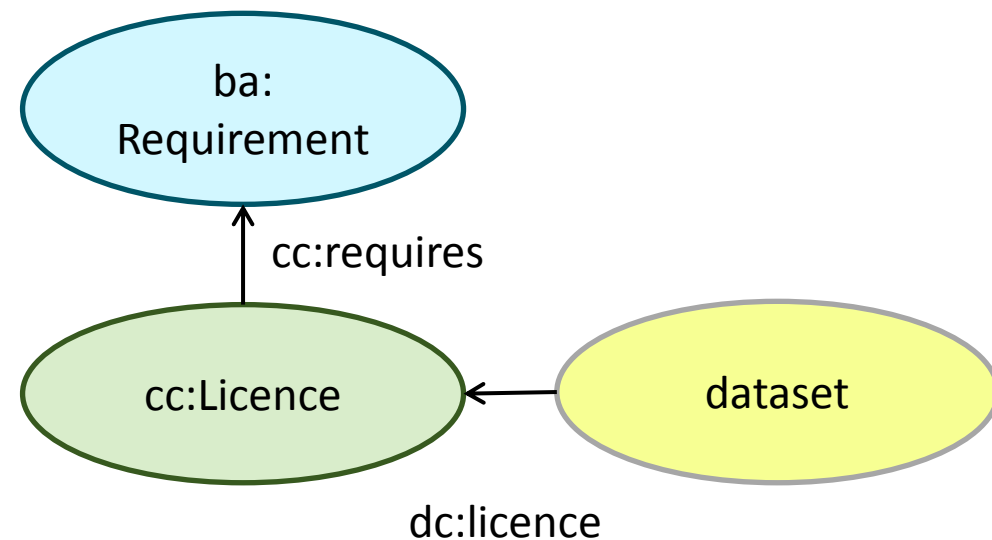 ba:
Requirement
cc:requires
cc:Licence
dataset
dc:licence